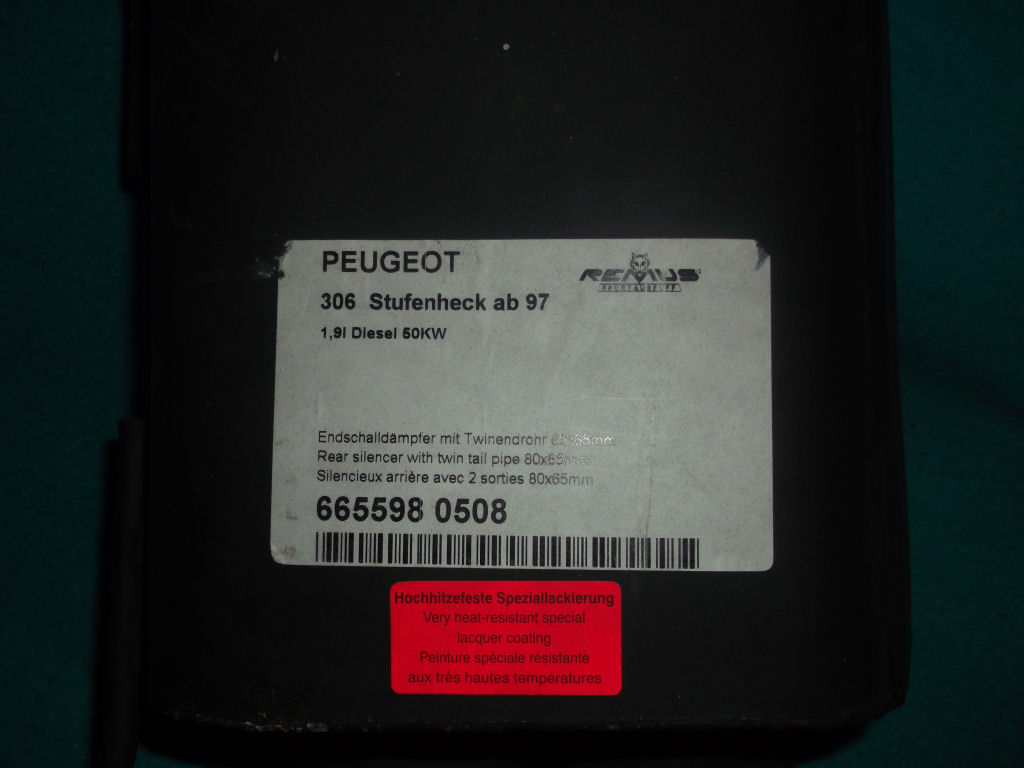 PEUGEOT
REMUS
306 Stufenheck ab 97
1,9l Diesel 50KW
Endschalldämpfer mit Twinendrohr 80x65mm
Rear silencer with twin tail pipe 80x65mm
Silencieux arrière avec 2 sorties 80x65mm
665598 0508
Hochhitzefeste Speziallackierung
Very heat-resistant special
lacquer coating
Peinture spéciale résistante
aux très hautes températures